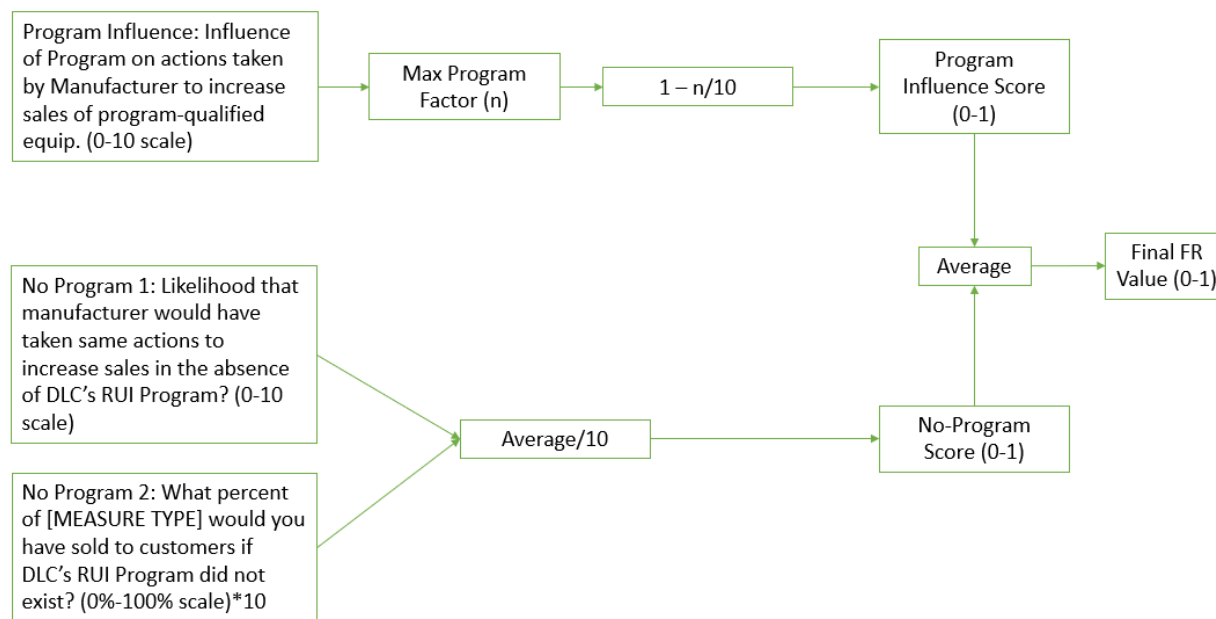 Program Influence: Influence
of Program on actions taken
by Manufacturer to increase
sales of program-qualified
equip. (0-10 scale)
Max Program
Factor (n)
1 – n/10
Program
Influence Score
(0-1)
No Program 1: Likelihood that
manufacturer would have
taken same actions to
increase sales in the absence
of DLC’s RUI Program? (0-10
scale)
No Program 2: What percent
of [MEASURE TYPE] would you
have sold to customers if
DLC’s RUI Program did not
exist? (0%-100% scale)*10
Average/10
No-Program
Score (0-1)
Average
Final FR
Value (0-1)